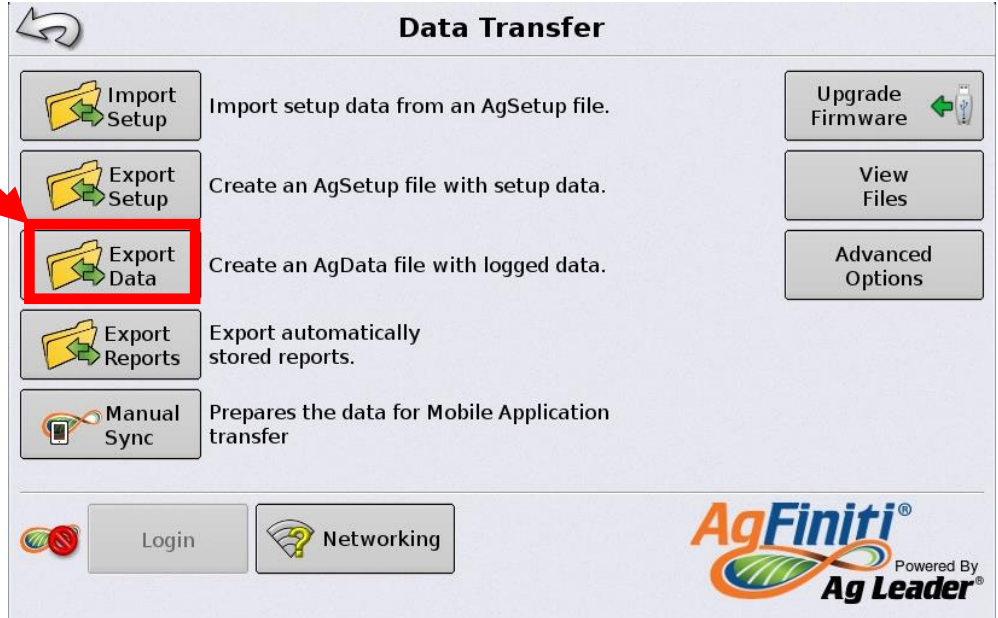 Data Transfer
Import
Setup
Import setup data from an AgSetup file.
Upgrade
Firmware
Export
Setup
Create an AgSetup file with setup data.
View
Files
Export
Data
Create an AgData file with logged data.
Advanced
Options
Export
Reports
Export automatically
stored reports.
Manual
Sync
Prepares the data for Mobile Application
transfer
Login
Networking
AgFiniti®
Powered By
Ag Leader®